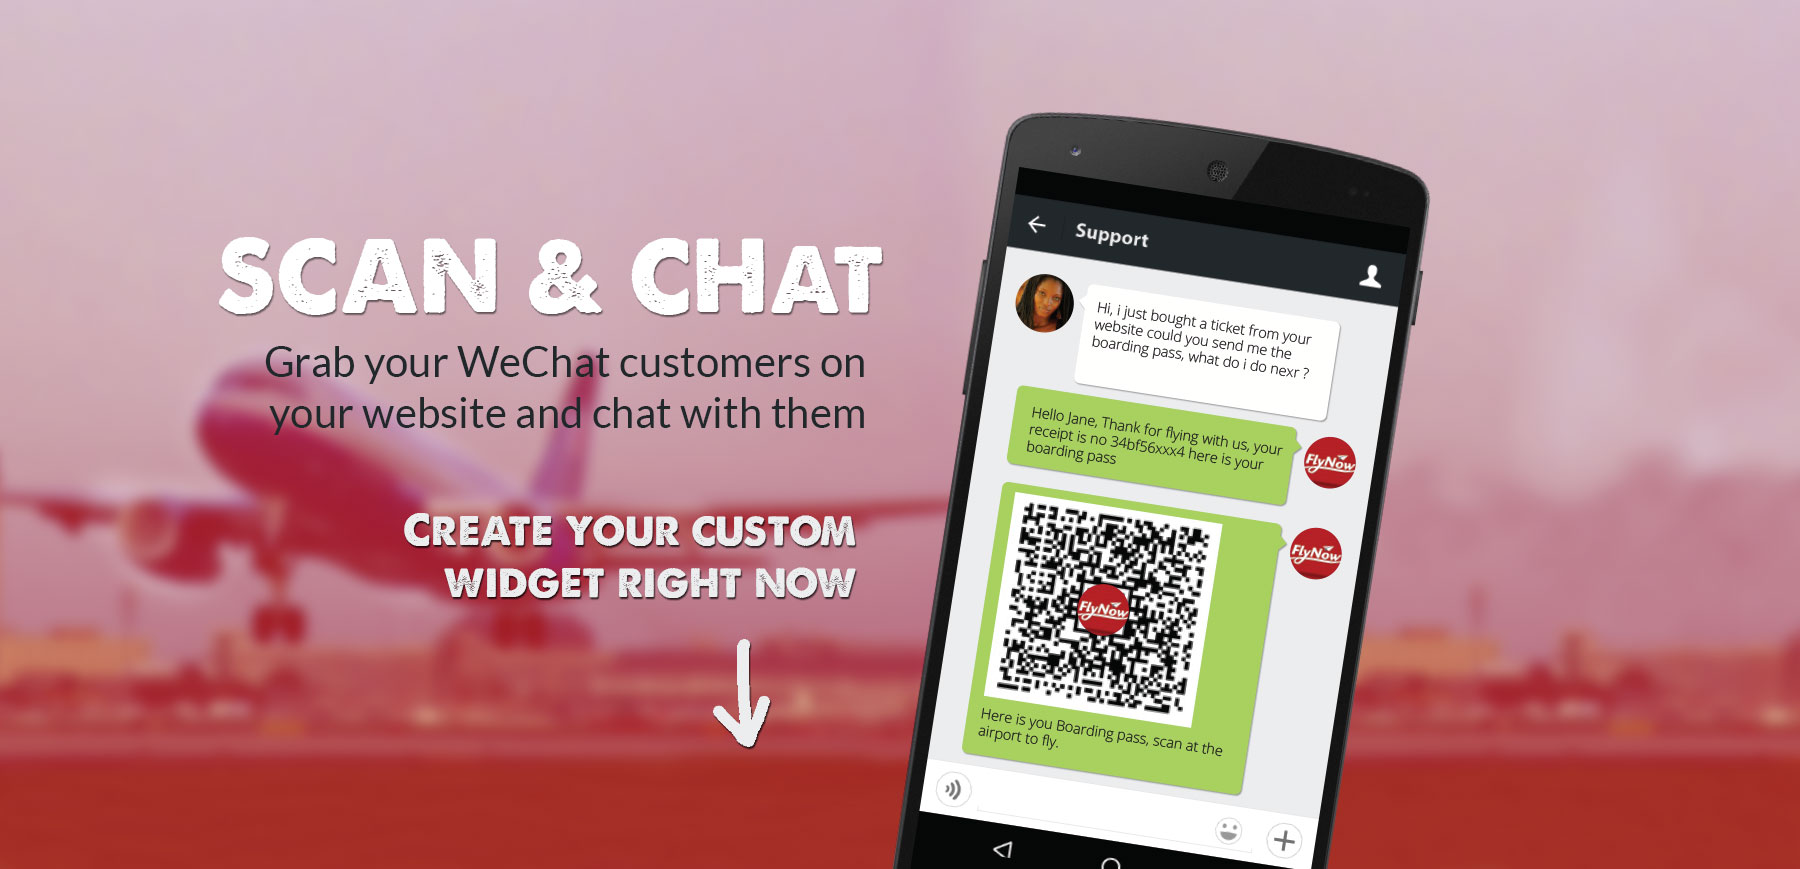 SCAN & CHAT
Grab your WeChat customers on
your website and chat with them
CREATE YOUR CUSTOM
WIDGET RIGHT NOW
Support
Hi, i just bought a ticket from your
website could you send me the
boarding pass, what do i do nexr ?
Hello Jane, Thank for flying with us, your
receipt is no 34bf56xxx4 here is your
boarding pass
FlyNow
FlyNow
FlyNow
Here is you Boarding pass, scan at the
airport to fly.